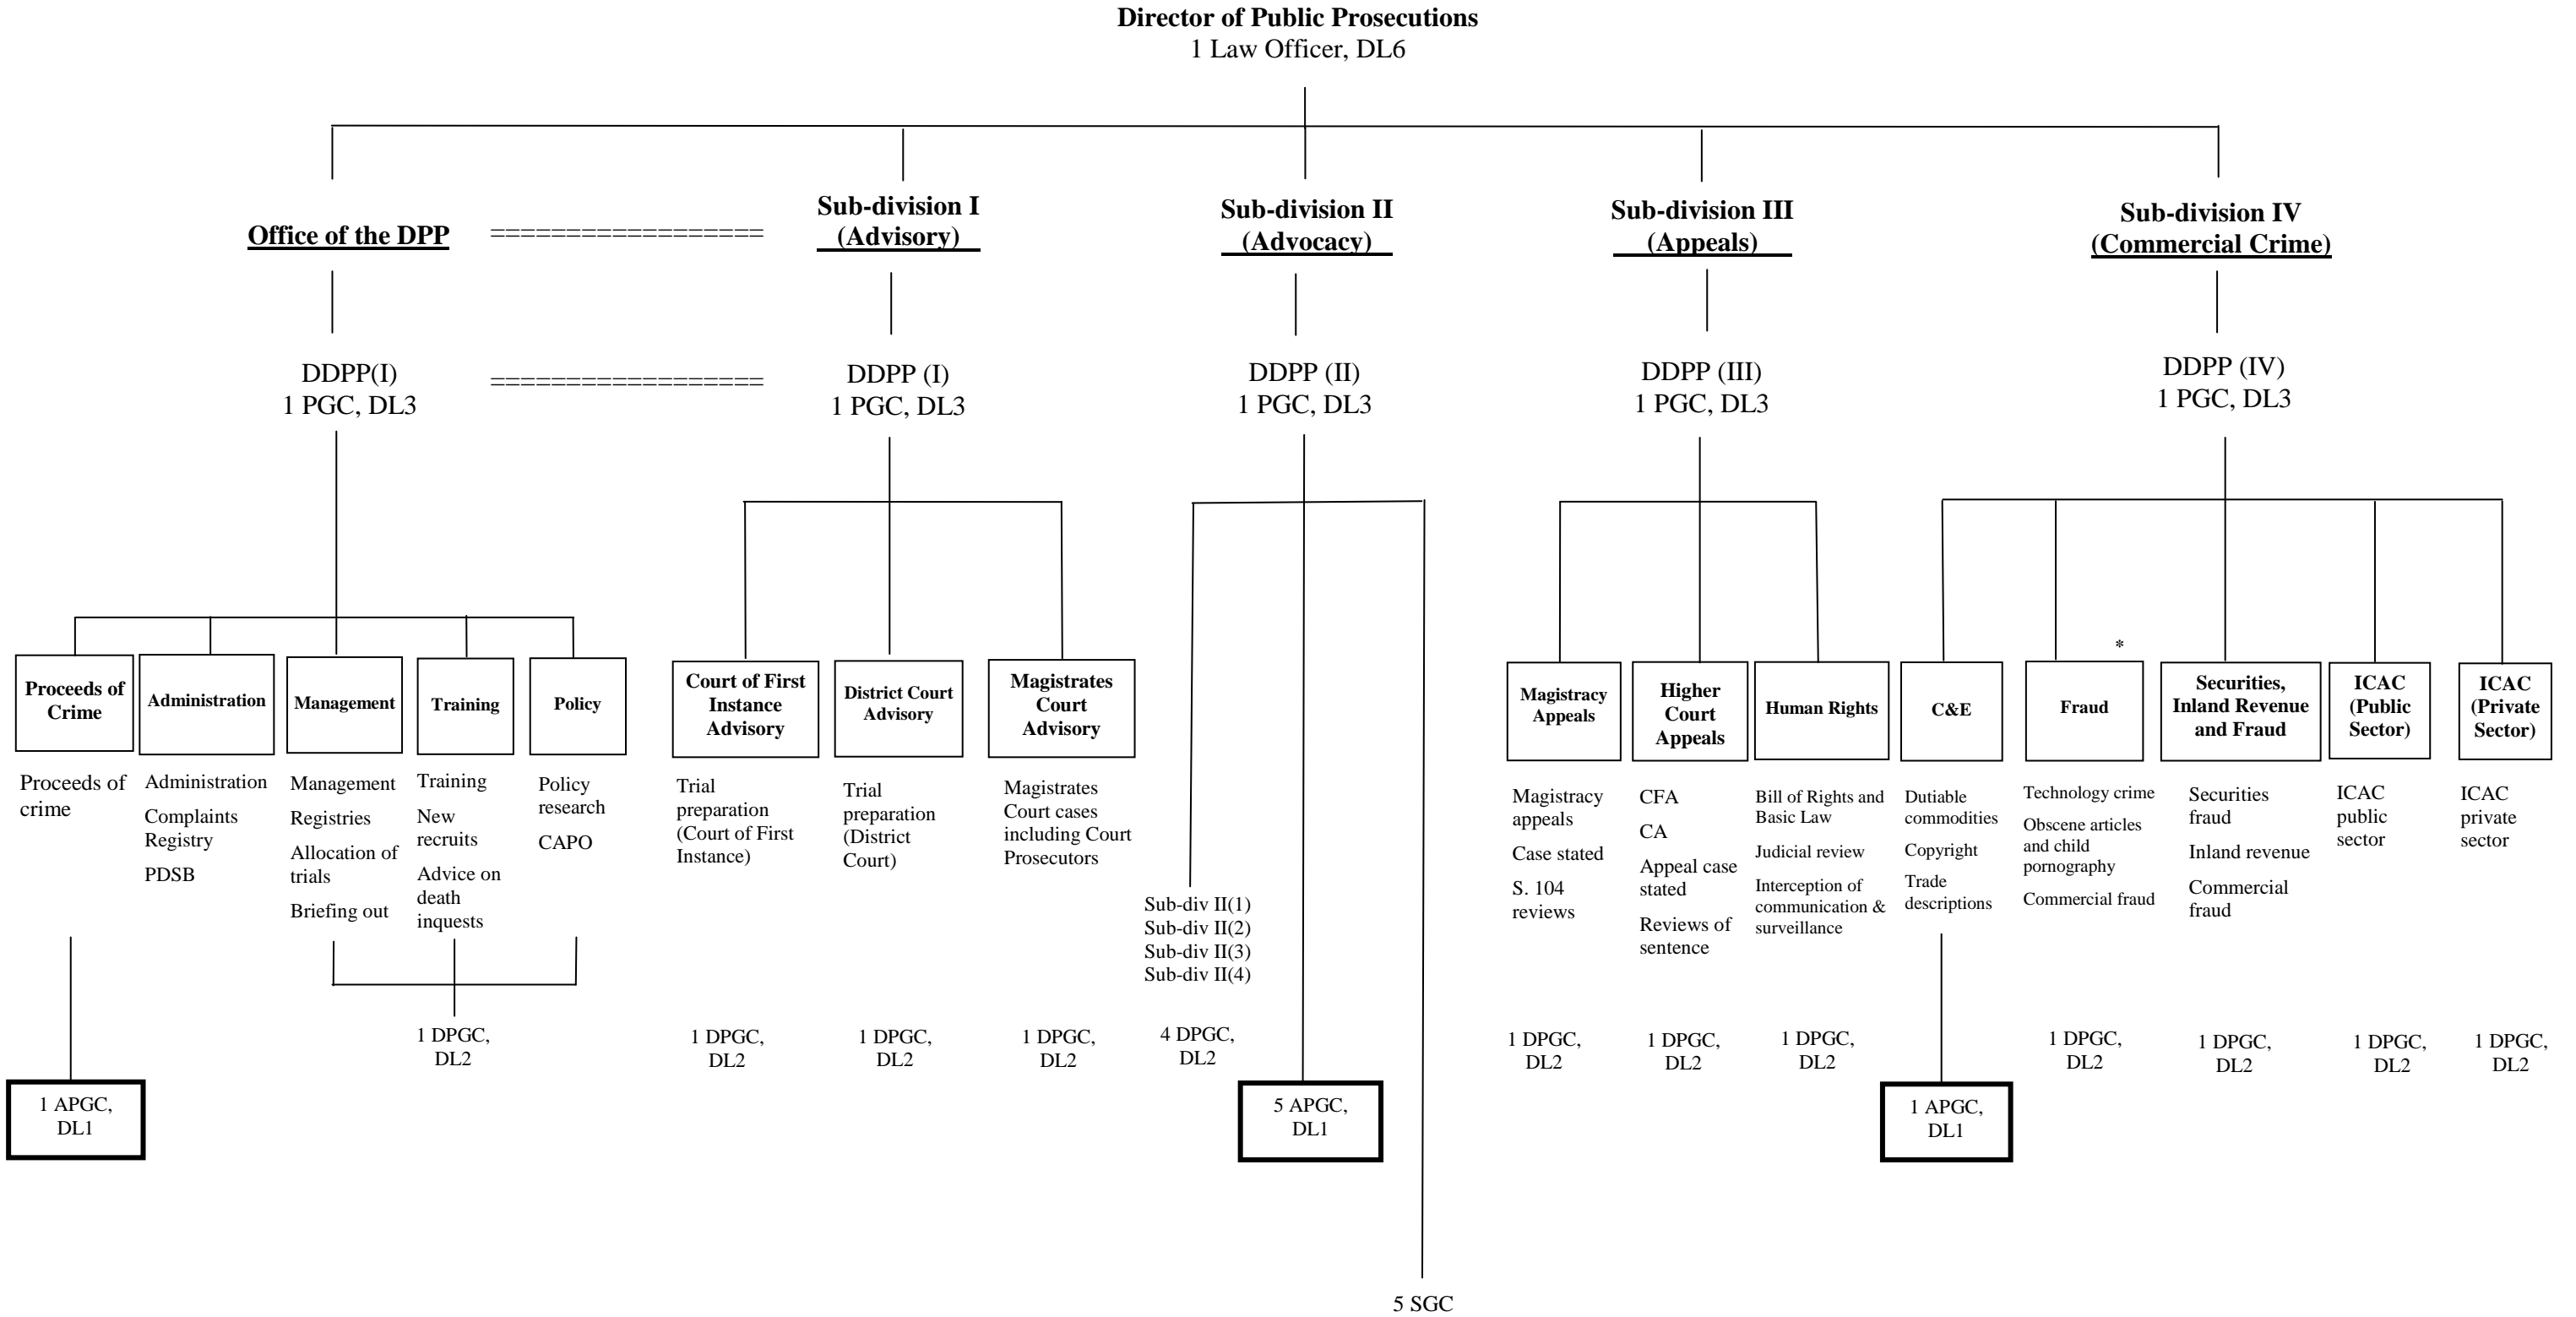 Director of Public Prosecutions
1 Law Officer, DL6
Office of the DPP
==================
Sub-division I
(Advisory)
Sub-division II
(Advocacy)
Sub-division III
(Appeals)
Sub-division IV
(Commercial Crime)
DDPP(I)
1 PGC, DL3
==================
DDPP (I)
1 PGC, DL3
DDPP (II)
1 PGC, DL3
DDPP (III)
1 PGC, DL3
DDPP (IV)
1 PGC, DL3
Proceeds of
Crime
Administration
Management
Training
Policy
Court of First
Instance
Advisory
District Court
Advisory
Magistrates
Court
Advisory
Magistracy
Appeals
Higher
Court
Appeals
Human Rights
C&E
*
Fraud
Securities,
Inland Revenue
and Fraud
ICAC
(Public
Sector)
ICAC
(Private
Sector)
Proceeds of
crime
Administration
Complaints
Registry
PDSB
Management
Registries
Allocation of
trials
Briefing out
Training
New
recruits
Advice on
death
inquests
Policy
research
CAPO
Trial
preparation
(Court of First
Instance)
Trial
preparation
(District
Court)
Magistrates
Court cases
including Court
Prosecutors
Sub-div II(1)
Sub-div II(2)
Sub-div II(3)
Sub-div II(4)
Magistracy
appeals
Case stated
S. 104
reviews
CFA
CA
Appeal case
stated
Reviews of
sentence
Bill of Rights and
Basic Law
Judicial review
Interception of
communication &
surveillance
Dutiable
commodities
Copyright
Trade
descriptions
Technology crime
Obscene articles
and child
pornography
Commercial fraud
Securities
fraud
Inland revenue
Commercial
fraud
ICAC
public
sector
ICAC
private
sector
1 DPGC,
DL2
1 DPGC,
DL2
1 DPGC,
DL2
1 DPGC,
DL2
4 DPGC,
DL2
1 DPGC,
DL2
1 DPGC,
DL2
1 DPGC,
DL2
1 DPGC,
DL2
1 DPGC,
DL2
1 DPGC,
DL2
1 DPGC,
DL2
1 APGC,
DL1
5 APGC,
DL1
1 APGC,
DL1
5 SGC